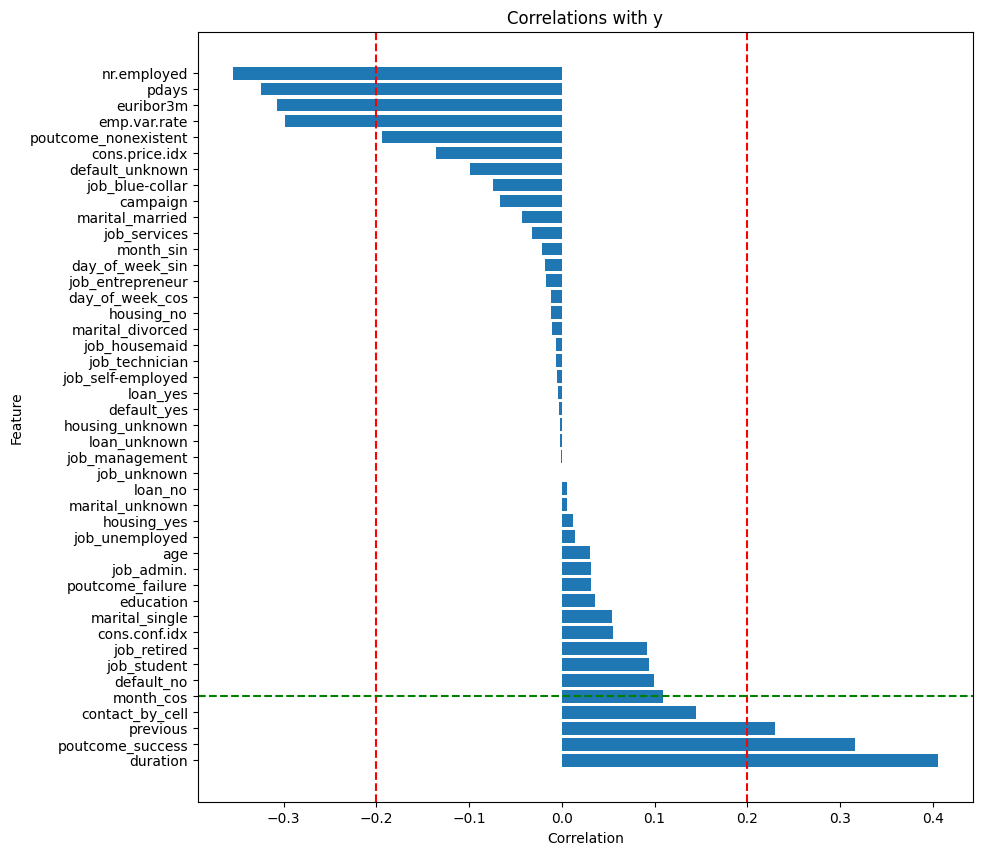 Correlations with y
Feature
nr.employed
pdays
euribor3m
emp.var.rate
poutcome_nonexistent
cons.price.idx
default_unknown
job_blue-collar
campaign
marital_married
job_services
month_sin
day_of_week_sin
job_entrepreneur
day_of_week_cos
housing_no
marital_divorced
job_housemaid
job_technician
job_self-employed
loan_yes
default_yes
housing_unknown
loan_unknown
job_management
job_unknown
loan_no
marital_unknown
housing_yes
job_unemployed
age
job_admin.
poutcome_failure
education
marital_single
cons.conf.idx
job_retired
job_student
default_no
month_cos
contact_by_cell
previous
poutcome_success
duration
−0.3 −0.2 −0.1 0.0 0.1 0.2 0.3 0.4
Correlation